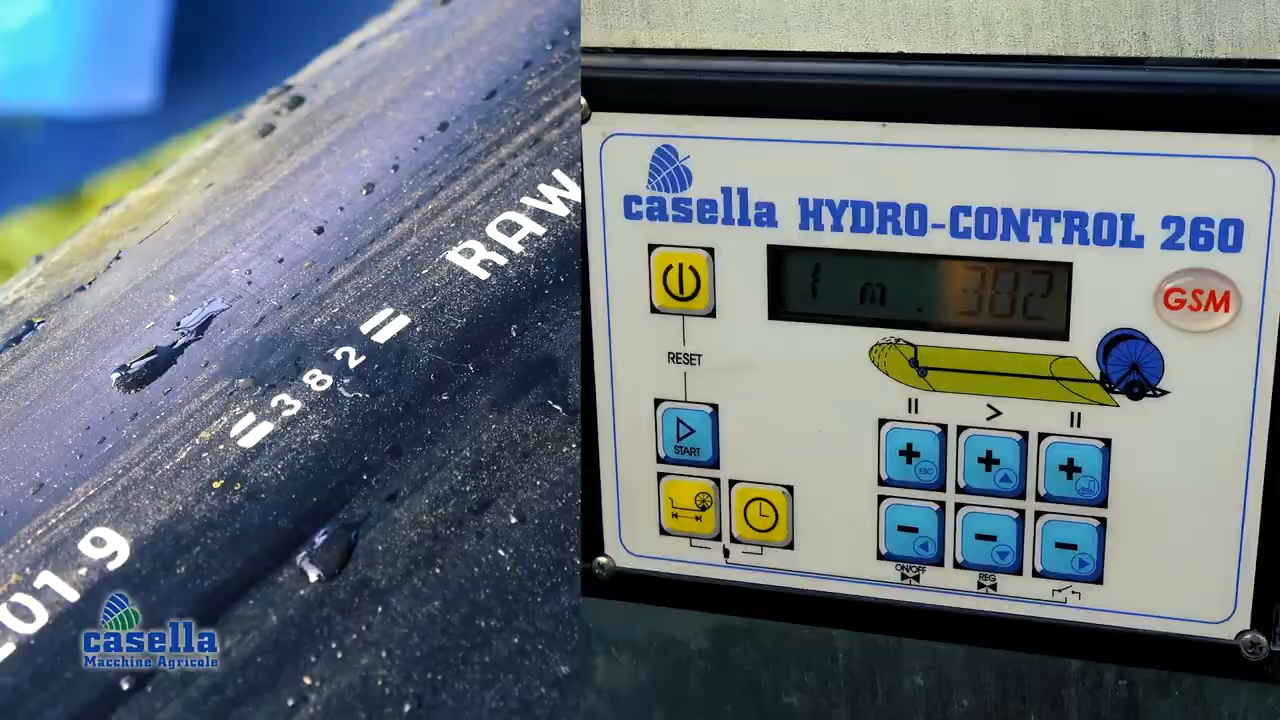 RAW
=382=
2019
casella
Macchine Agricole
casella HYDRO-CONTROL 260
i m . 382
GSM
RESET
START
ESC
ON/OFF
REG